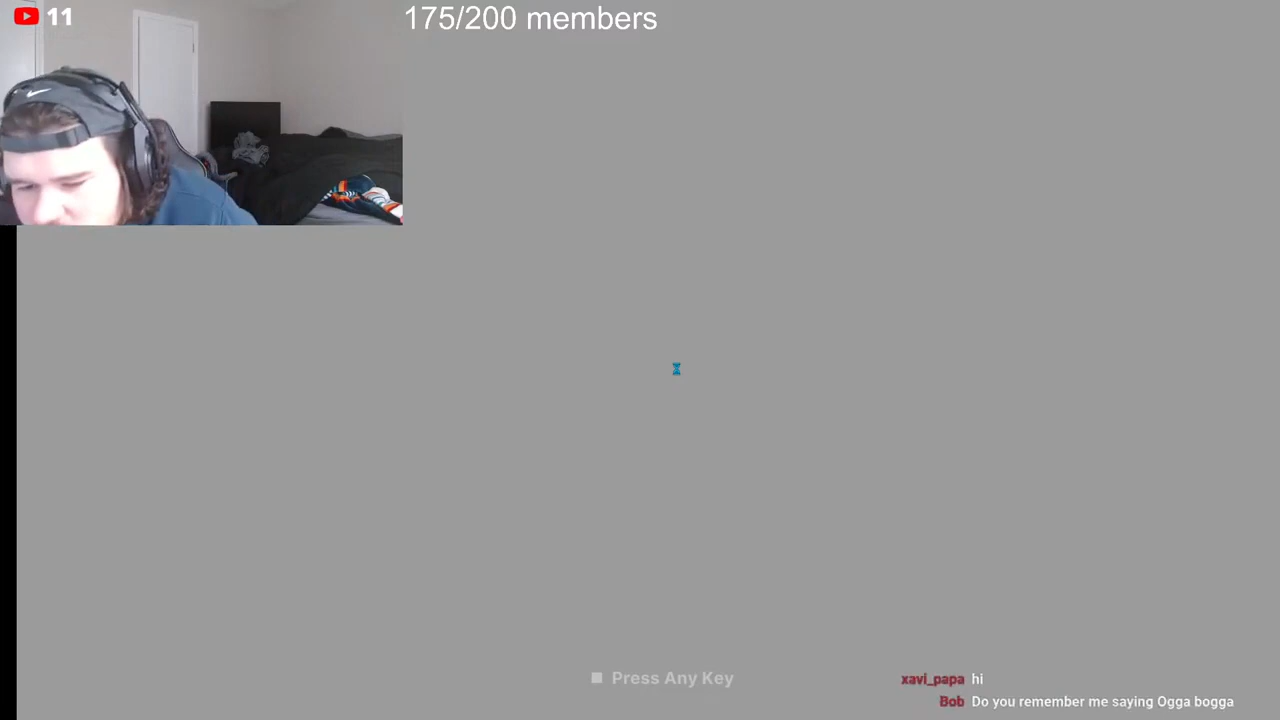 11
175/200 members
Press Any Key
xavi_papa hi
Bob Do you remember me saying Ogga bogga